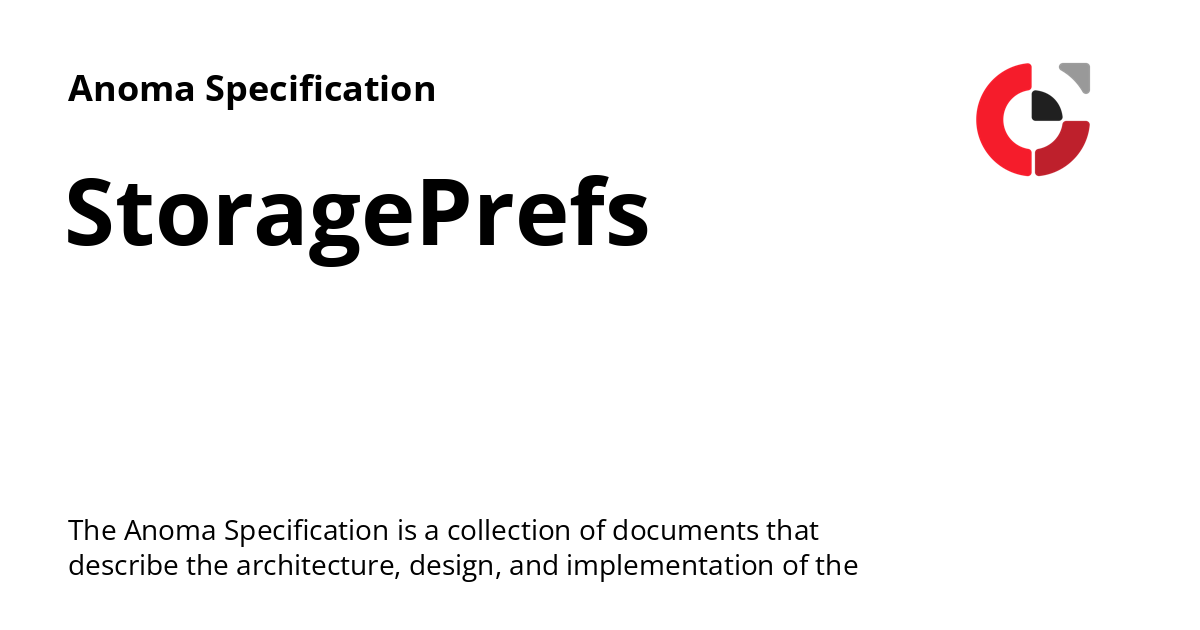 Anoma Specification
StoragePrefs
The Anoma Specification is a collection of documents that
describe the architecture, design, and implementation of the